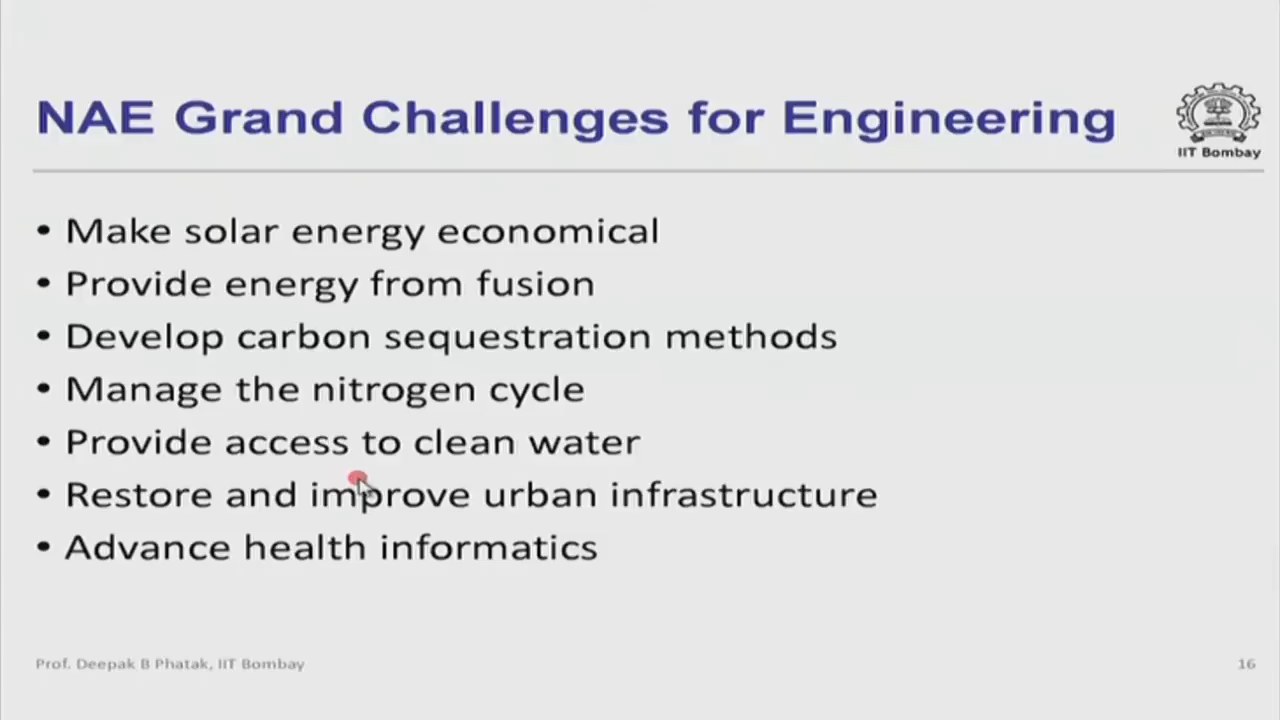 NAE Grand Challenges for Engineering
IIT Bombay
• Make solar energy economical
• Provide energy from fusion
• Develop carbon sequestration methods
• Manage the nitrogen cycle
• Provide access to clean water
• Restore and improve urban infrastructure
• Advance health informatics
Prof. Deepak B Phatak, IIT Bombay
16